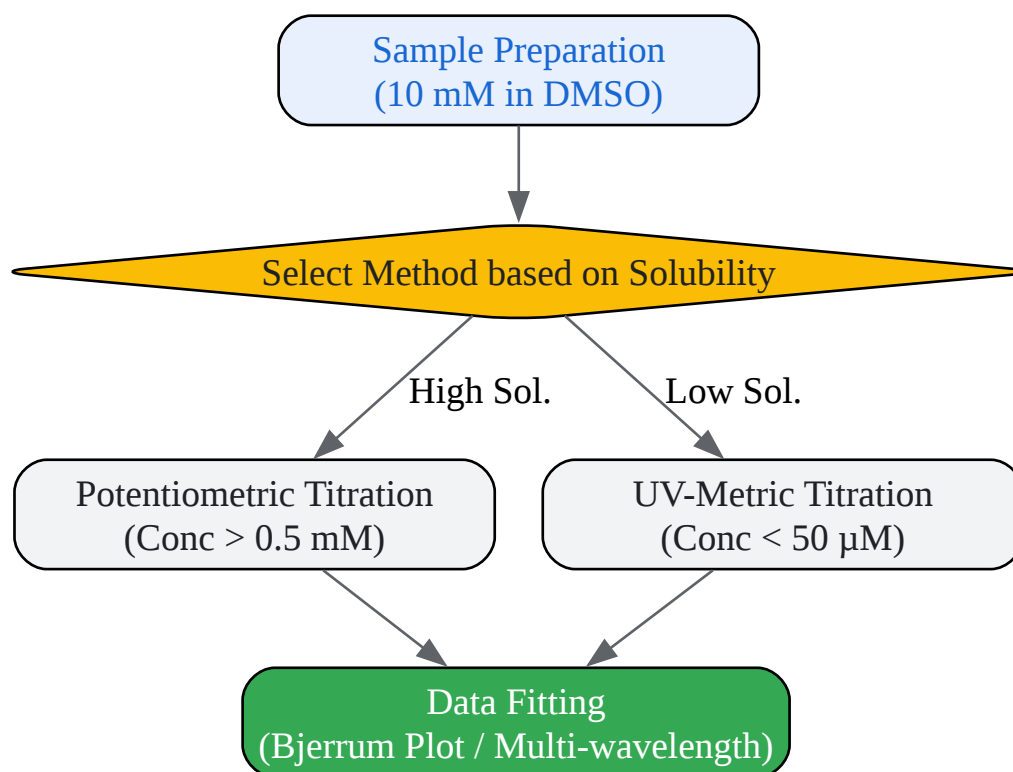 Sample Preparation
(10 mM in DMSO)
Select Method based on Solubility
High Sol.
Low Sol.
Potentiometric Titration
(Conc > 0.5 mM)
UV-Metric Titration
(Conc < 50 µM)
Data Fitting
(Bjerrum Plot / Multi-wavelength)